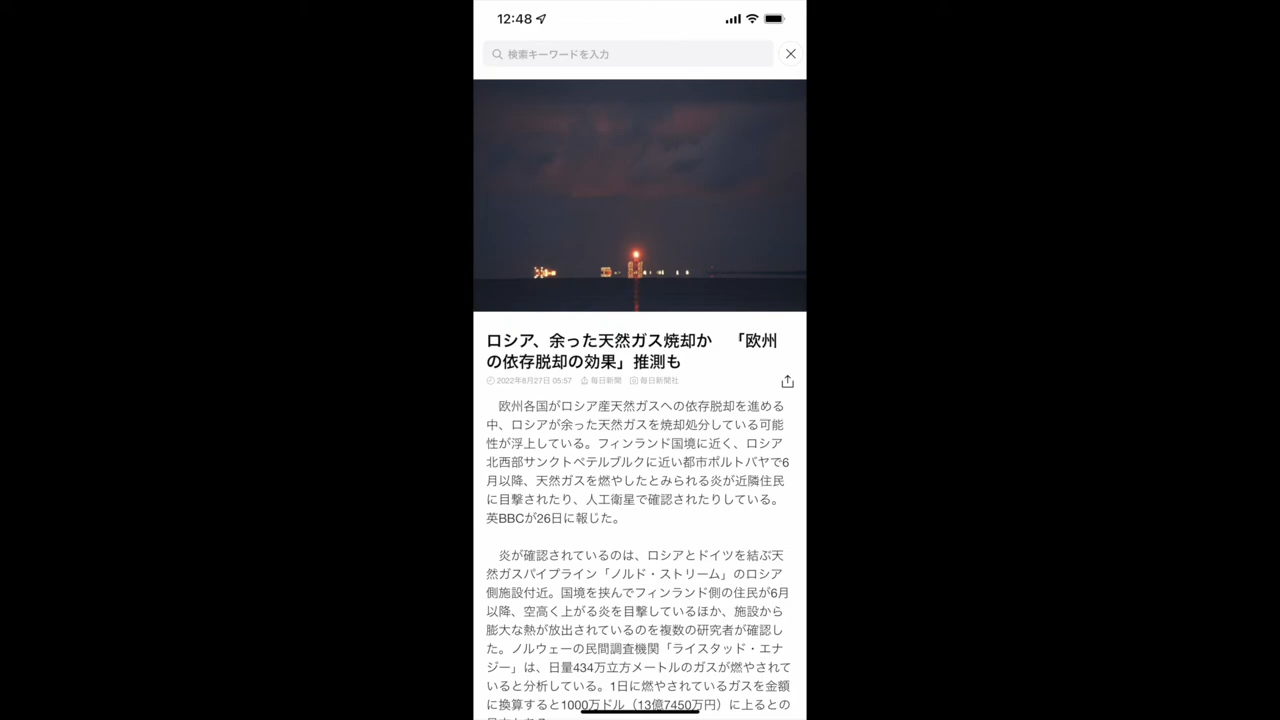 12:48
検索キーワードを入力
ロシア、余った天然ガス焼却か　「欧州
の依存脱却の効果」推測も
2022年8月27日 05:57 毎日新聞 毎日新聞社
　欧州各国がロシア産天然ガスへの依存脱却を進める
中、ロシアが余った天然ガスを焼却処分している可能
性が浮上している。フィンランド国境に近く、ロシア
北西部サンクトペテルブルクに近い都市ポルトバヤで6
月以降、天然ガスを燃やしたとみられる炎が近隣住民
に目撃されたり、人工衛星で確認されたりしている。
英BBCが26日に報じた。
　炎が確認されているのは、ロシアとドイツを結ぶ天
然ガスパイプライン「ノルド・ストリーム」のロシア
側施設付近。国境を挟んでフィンランド側の住民が6月
以降、空高く上がる炎を目撃しているほか、施設から
膨大な熱が放出されているのを複数の研究者が確認し
た。ノルウェーの民間調査機関「ライスタッド・エナ
ジー」は、日量434万立方メートルのガスが燃やされて
いると分析している。1日に燃やされているガスを金額
に換算すると1000万ドル（13億7450万円）に上るとの